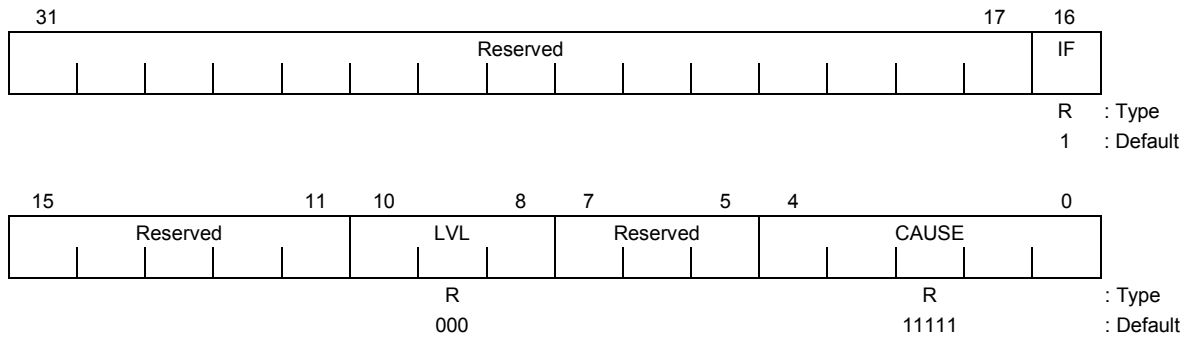 31 17 16
Reserved IF
R : Type
1 : Default
15 11 10 8 7 5 4 0
Reserved LVL Reserved CAUSE
R R : Type
000 11111 : Default